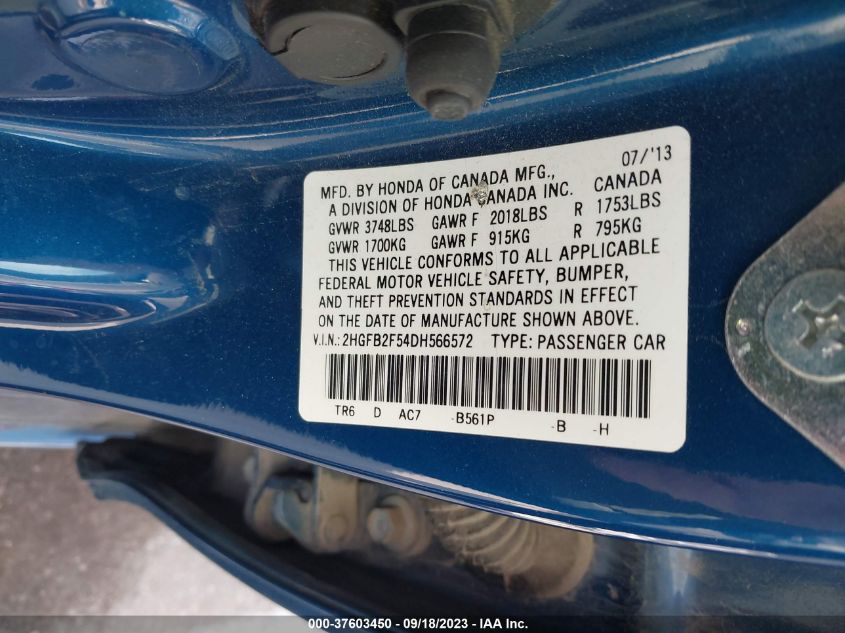 07/'13
MFD. BY HONDA OF CANADA MFG.,
A DIVISION OF HONDA CANADA INC. CANADA
GVWR 3748LBS GAWR F 2018LBS R 1753LBS
GVWR 1700KG GAWR F 915KG R 795KG
THIS VEHICLE CONFORMS TO ALL APPLICABLE
FEDERAL MOTOR VEHICLE SAFETY, BUMPER,
AND THEFT PREVENTION STANDARDS IN EFFECT
ON THE DATE OF MANUFACTURE SHOWN ABOVE.
V.I.N.: 2HGFB2F54DH566572 TYPE: PASSENGER CAR
TR6 D AC7 -B561P -B -H
000-37603450 - 09/18/2023 - IAA Inc.